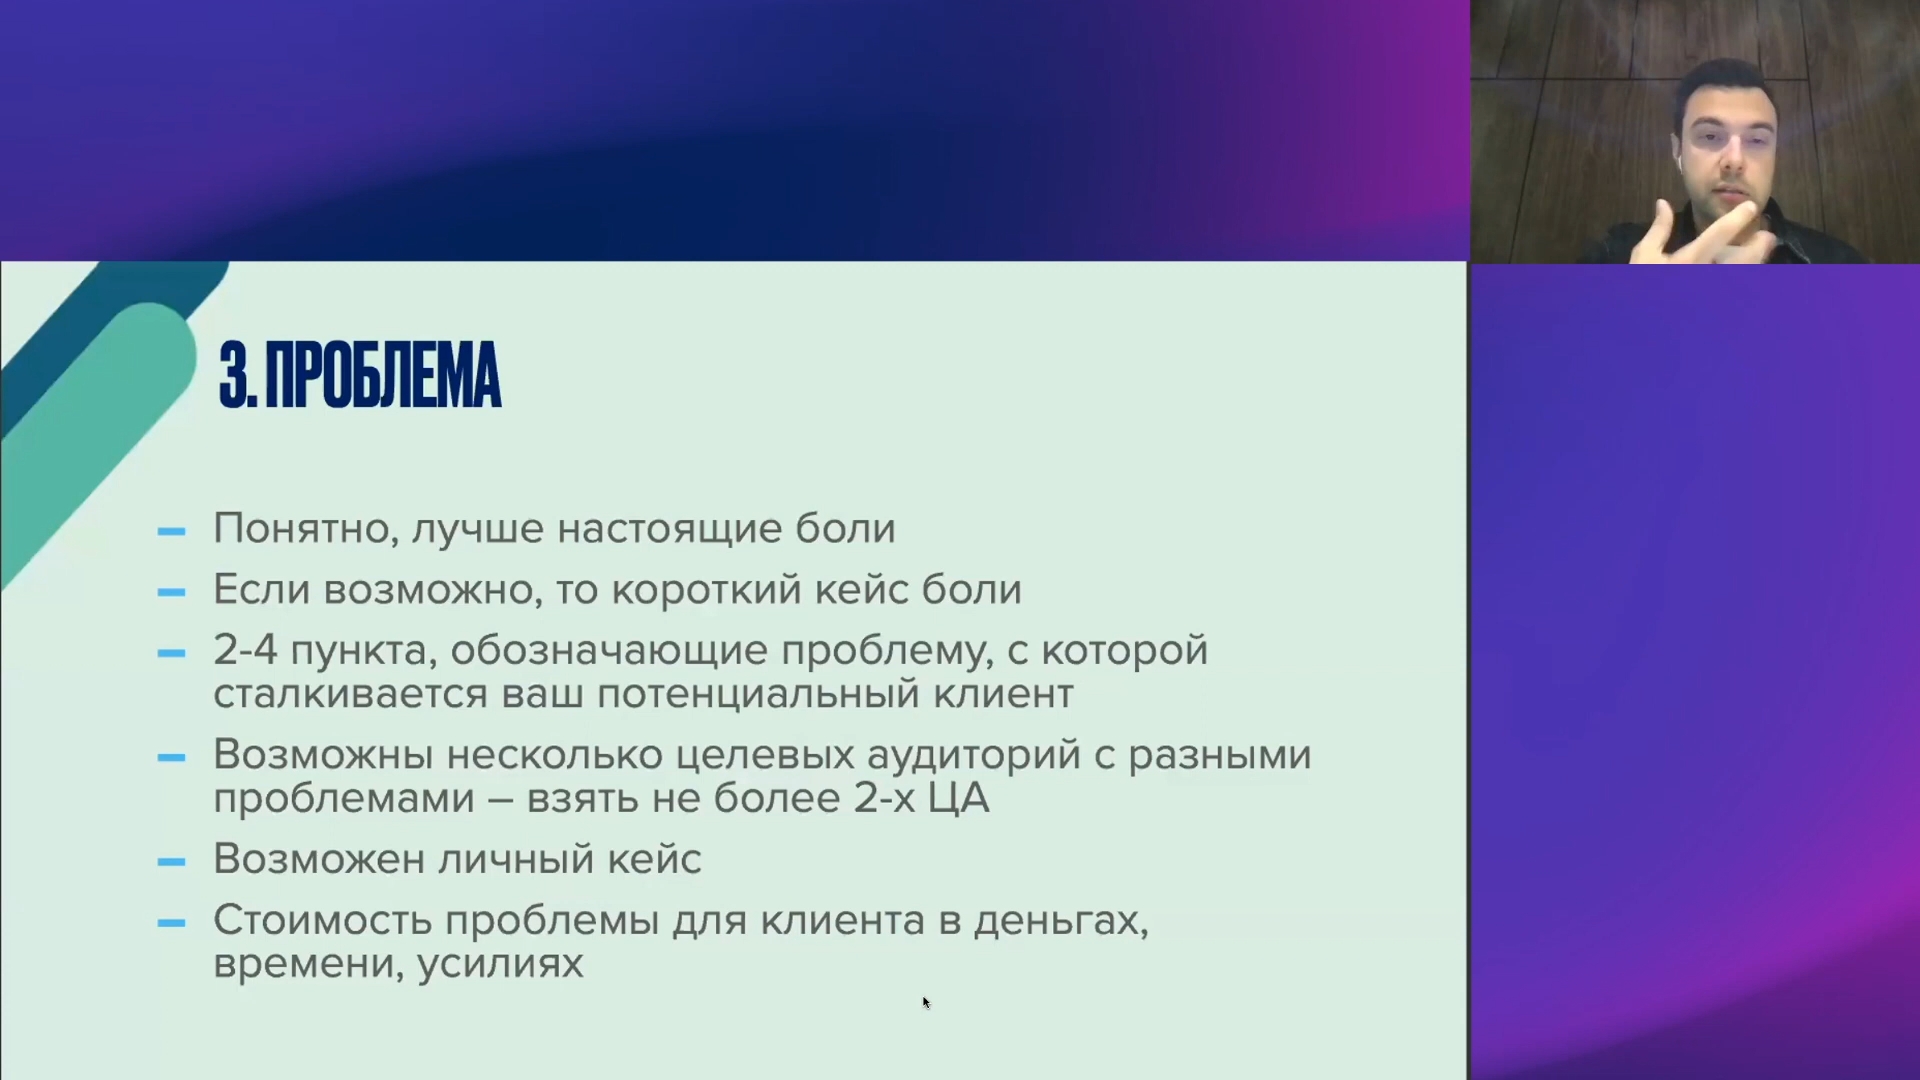 3. ПРОБЛЕМА
Понятно, лучше настоящие боли
Если возможно, то короткий кейс боли
2-4 пункта, обозначающие проблему, с которой
сталкивается ваш потенциальный клиент
Возможны несколько целевых аудиторий с разными
проблемами – взять не более 2-х ЦА
Возможен личный кейс
Стоимость проблемы для клиента в деньгах,
времени, усилиях